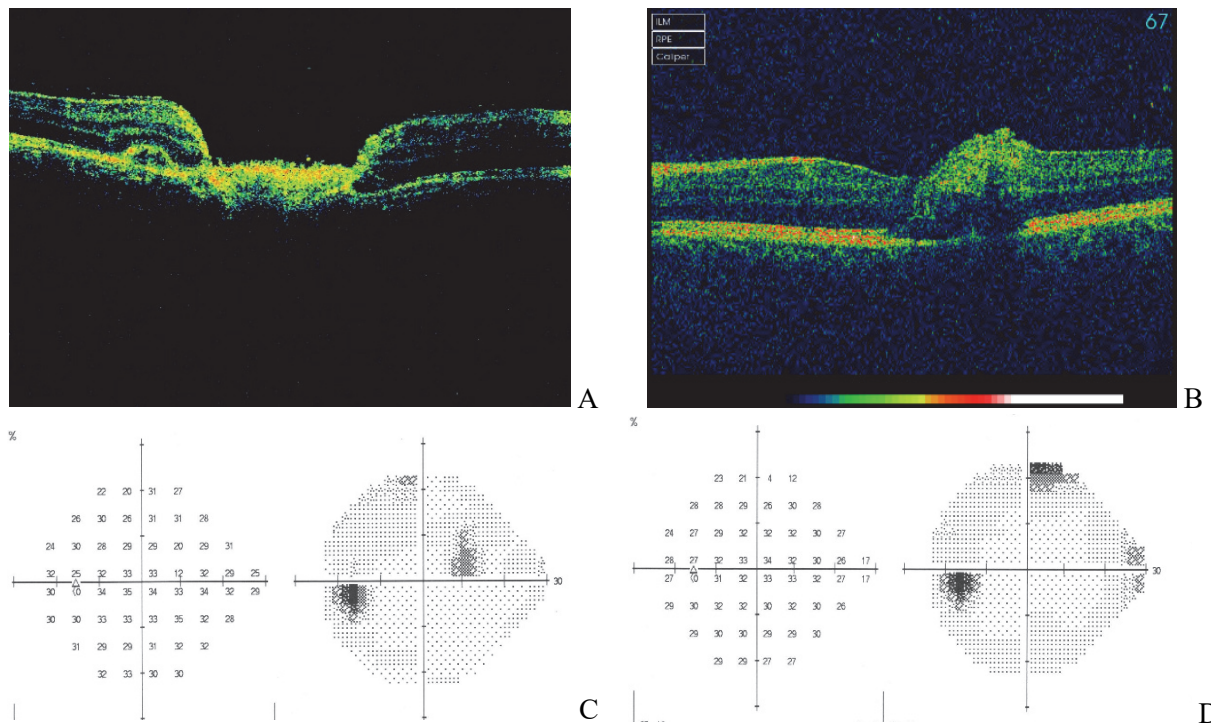 ILM
RPE
Caliper
67
A
B
%
22 20 31 27
26 30 26 31 31 28
24 30 28 29 29 20 29 31
32 25 32 33 33 12 32 29 25
30 <0 34 35 34 33 34 32 29
30 30 33 33 33 35 32 28
31 29 29 31 32 32
32 33 30 30
30
C
%
23 21 4 12
28 28 29 26 30 28
24 27 29 32 32 32 30 27
28 27 32 33 34 32 30 26 17
27 <0 31 32 33 33 32 27 17
29 30 32 32 30 32 30 26
29 30 30 29 29 30
29 29 27 27
30
D